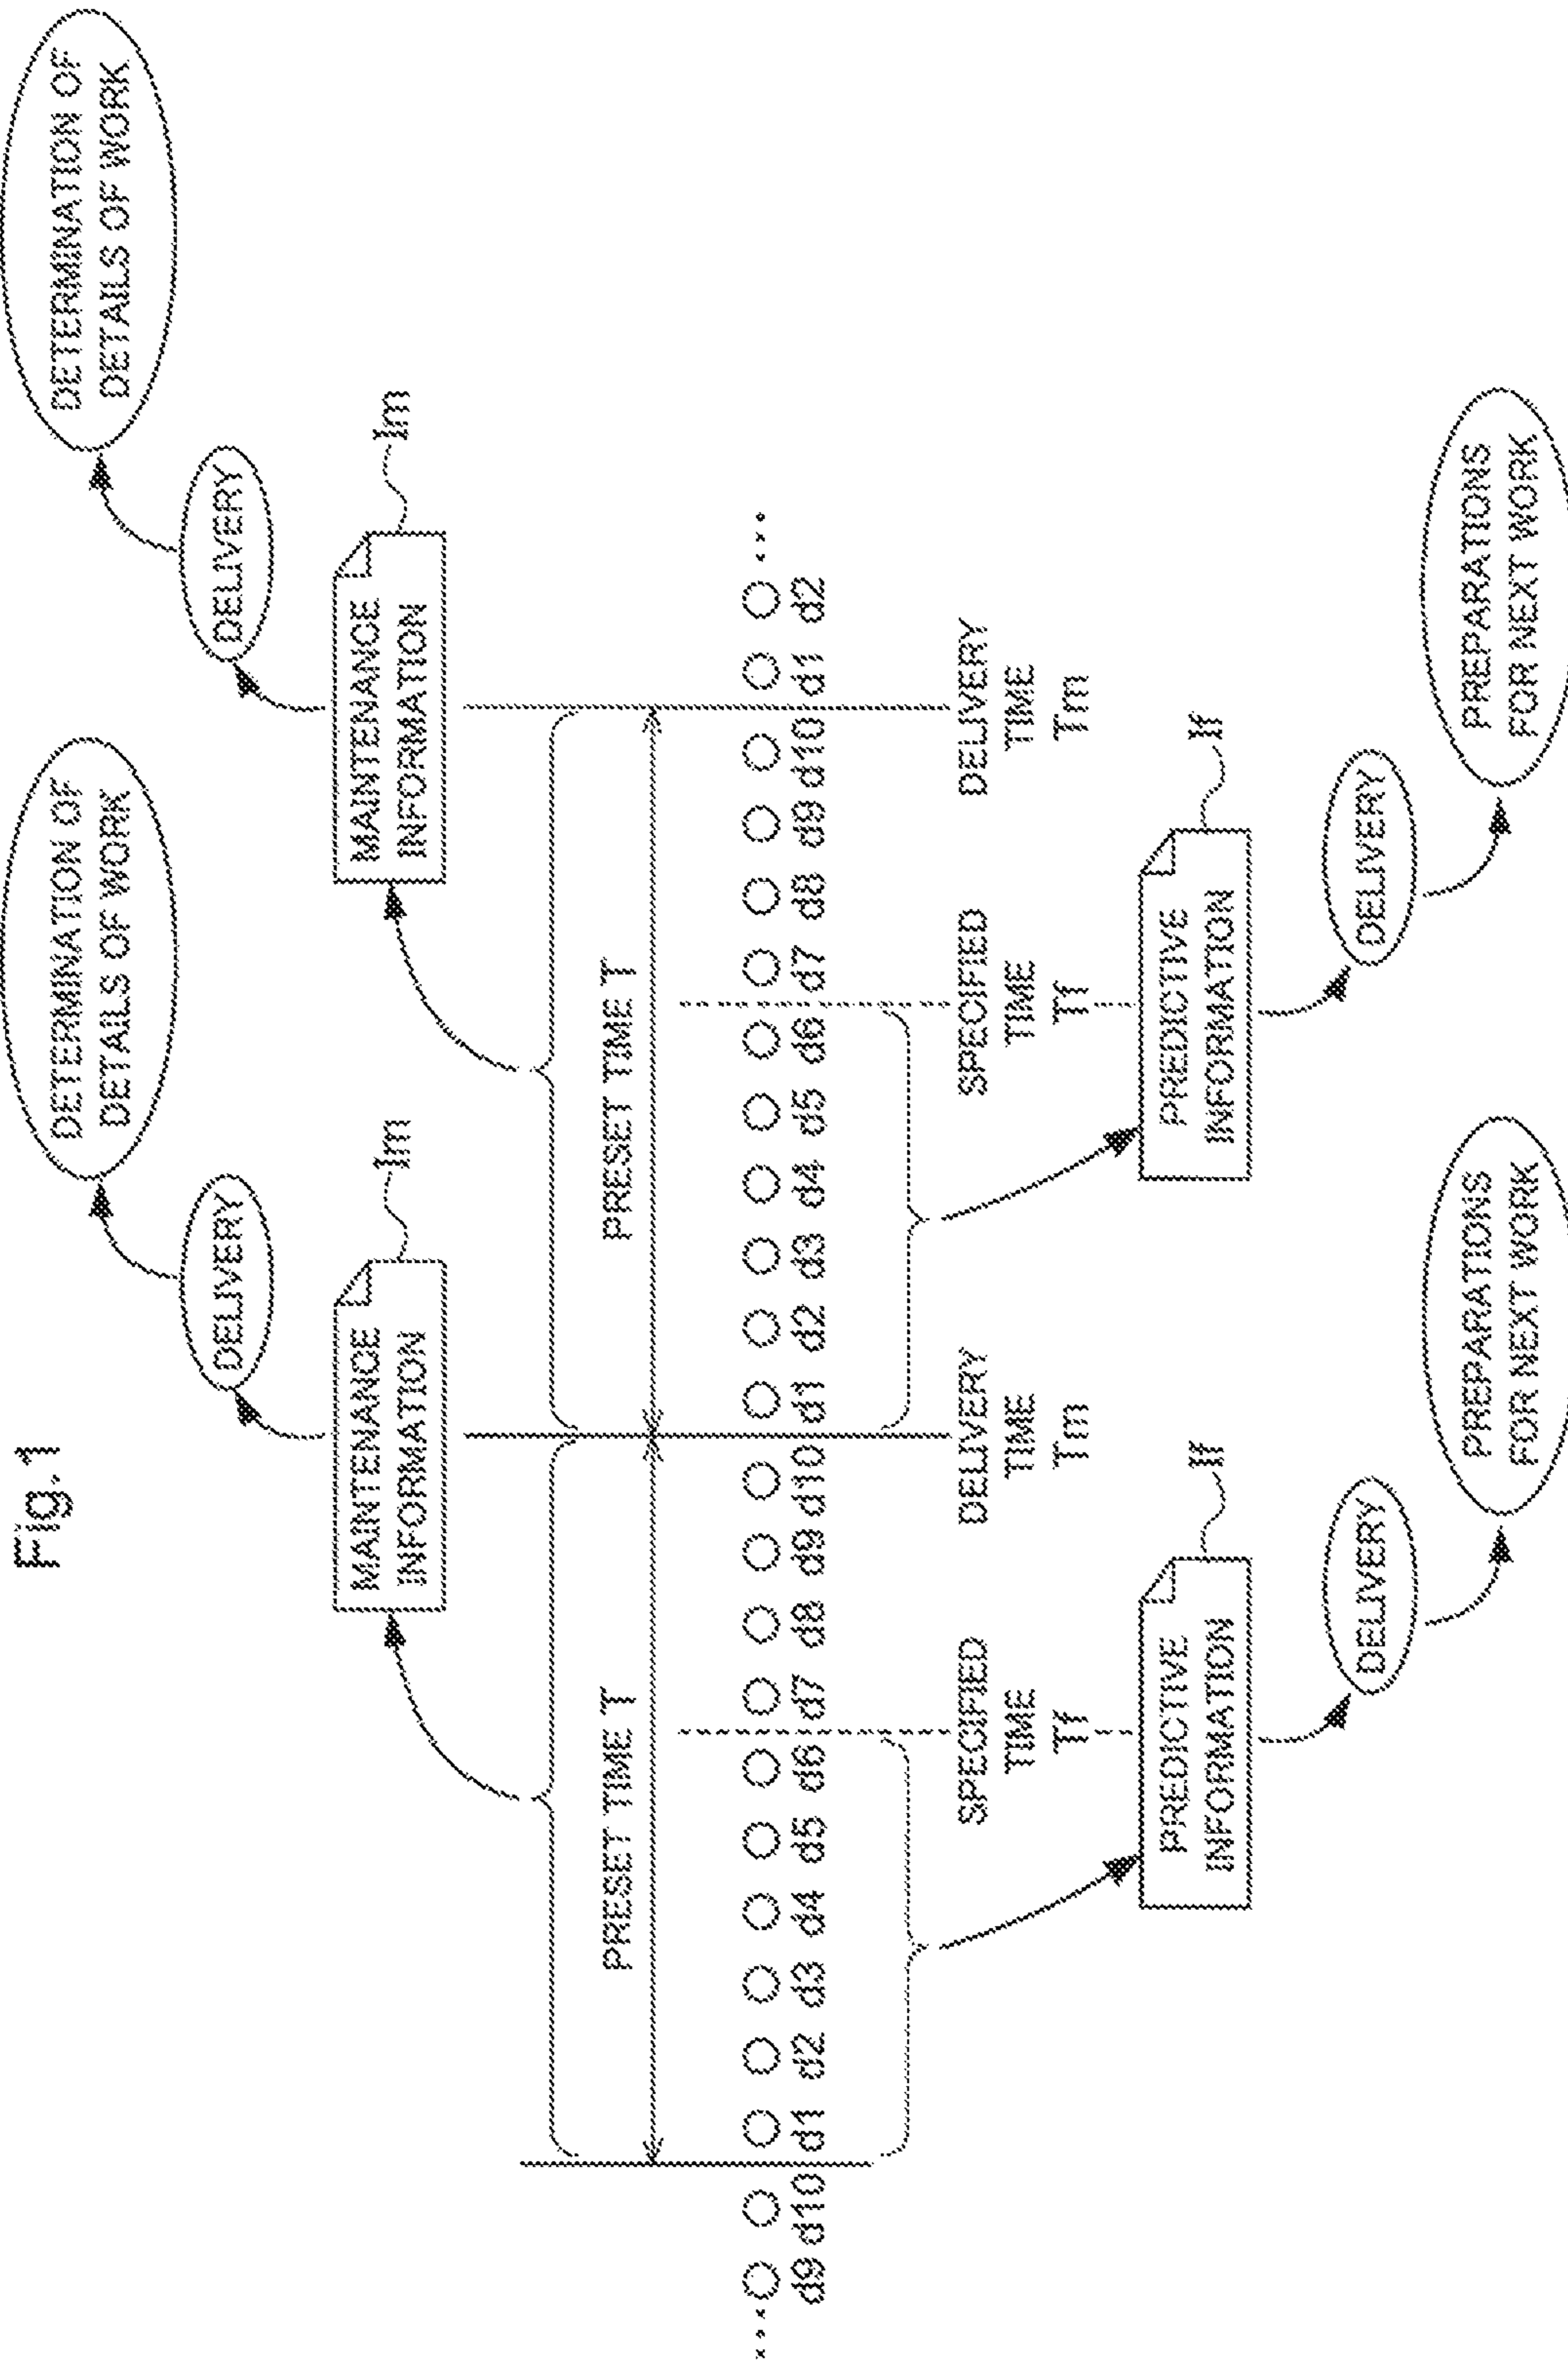 Fig.1
DETERMINATION OF
DETAILS OF WORK
DETERMINATION OF
DETAILS OF WORK
DELIVERY
DELIVERY
MAINTENANCE
INFORMATION
Im
MAINTENANCE
INFORMATION
Im
PRESET TIME T
PRESET TIME T
... ...
d9 d10 d1 d2 d3 d4 d5 d6 d7 d8 d9 d10 d1 d2 d3 d4 d5 d6 d7 d8 d9 d10 d1 d2
SPECIFIED
TIME
Tf
DELIVERY
TIME
Tm
SPECIFIED
TIME
Tf
DELIVERY
TIME
Tm
PREDICTIVE
INFORMATION
If
PREDICTIVE
INFORMATION
If
DELIVERY
DELIVERY
PREPARATIONS
FOR NEXT WORK
PREPARATIONS
FOR NEXT WORK